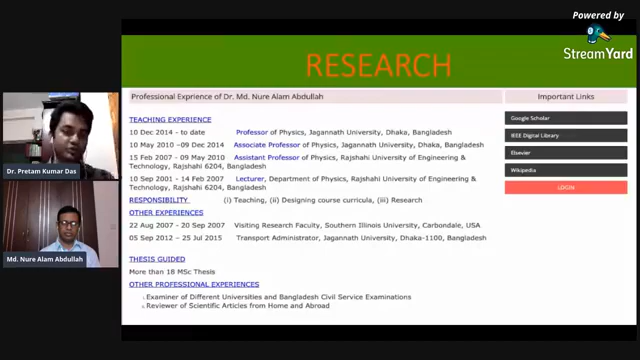 Powered by
StreamYard
RESEARCH
Professional Exprience of Dr. Md. Nure Alam Abdullah
Important Links
TEACHING EXPERIENCE
10 Dec 2014 - to date Professor of Physics, Jagannath University, Dhaka, Bangladesh
10 May 2010 -09 Dec 2014 Associate Professor of Physics, Jagannath University, Dhaka, Bangladesh
15 Feb 2007 - 09 May 2010 Assistant Professor of Physics, Rajshahi University of Engineering &
Technology, Rajshahi 6204, Bangladesh
10 Sep 2001 - 14 Feb 2007 Lecturer, Department of Physics, Rajshahi University of Engineering &
Technology, Rajshahi 6204, Bangladesh
RESPONSIBILITY (i) Teaching, (ii) Designing course curricula, (iii) Research
OTHER EXPERIENCES
22 Aug 2007 - 20 Sep 2007 Visiting Research Faculty, Southern Illinois University, Carbondale, USA
05 Sep 2012 - 25 Jul 2015 Transport Administrator, Jagannath University, Dhaka-1100, Bangladesh
THESIS GUIDED
More than 18 MSc Thesis
OTHER PROFESSIONAL EXPERIENCES
Examiner of Different Universities and Bangladesh Civil Service Examinations
Reviewer of Scientific Articles from Home and Abroad
Google Scholar
IEEE Digital Library
Elsevier
Wikipedia
LOGIN
Dr. Pretam Kumar Das
Md. Nure Alam Abdullah